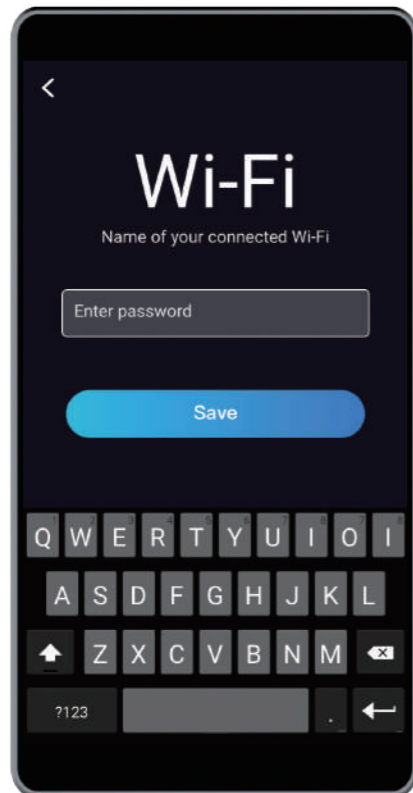 Wi-Fi
Name of your connected Wi-Fi
Enter password
Save
Q W E R T Y U I O I
A S D F G H J K L
Z X C V B N M
?123 .